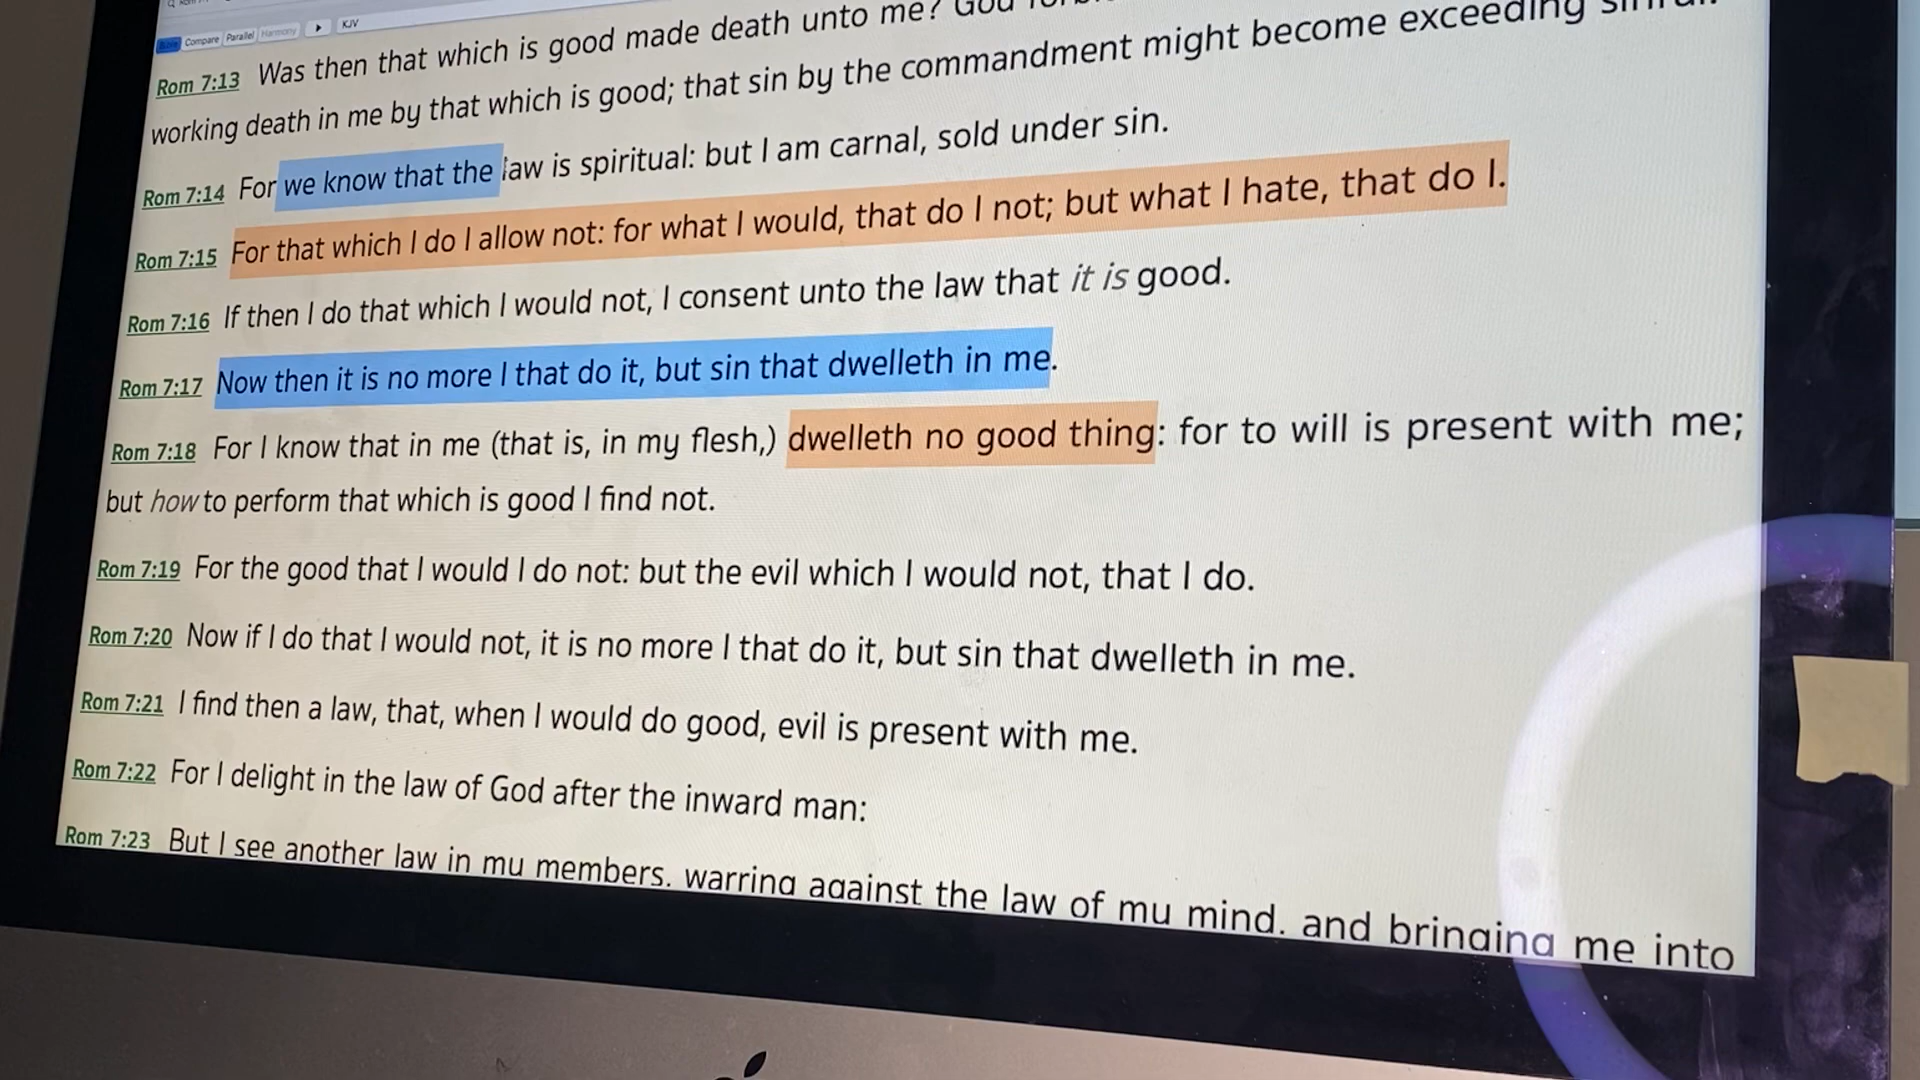 Bible Compare Parallel Harmony KJV
Rom 7:13 Was then that which is good made death unto me? God
working death in me by that which is good; that sin by the commandment might become exceeding
Rom 7:14 For we know that the law is spiritual: but I am carnal, sold under sin.
Rom 7:15 For that which I do I allow not: for what I would, that do I not; but what I hate, that do I.
Rom 7:16 If then I do that which I would not, I consent unto the law that it is good.
Rom 7:17 Now then it is no more I that do it, but sin that dwelleth in me.
Rom 7:18 For I know that in me (that is, in my flesh,) dwelleth no good thing: for to will is present with me;
but how to perform that which is good I find not.
Rom 7:19 For the good that I would I do not: but the evil which I would not, that I do.
Rom 7:20 Now if I do that I would not, it is no more I that do it, but sin that dwelleth in me.
Rom 7:21 I find then a law, that, when I would do good, evil is present with me.
Rom 7:22 For I delight in the law of God after the inward man:
Rom 7:23 But I see another law in my members, warring against the law of my mind, and bringing me into